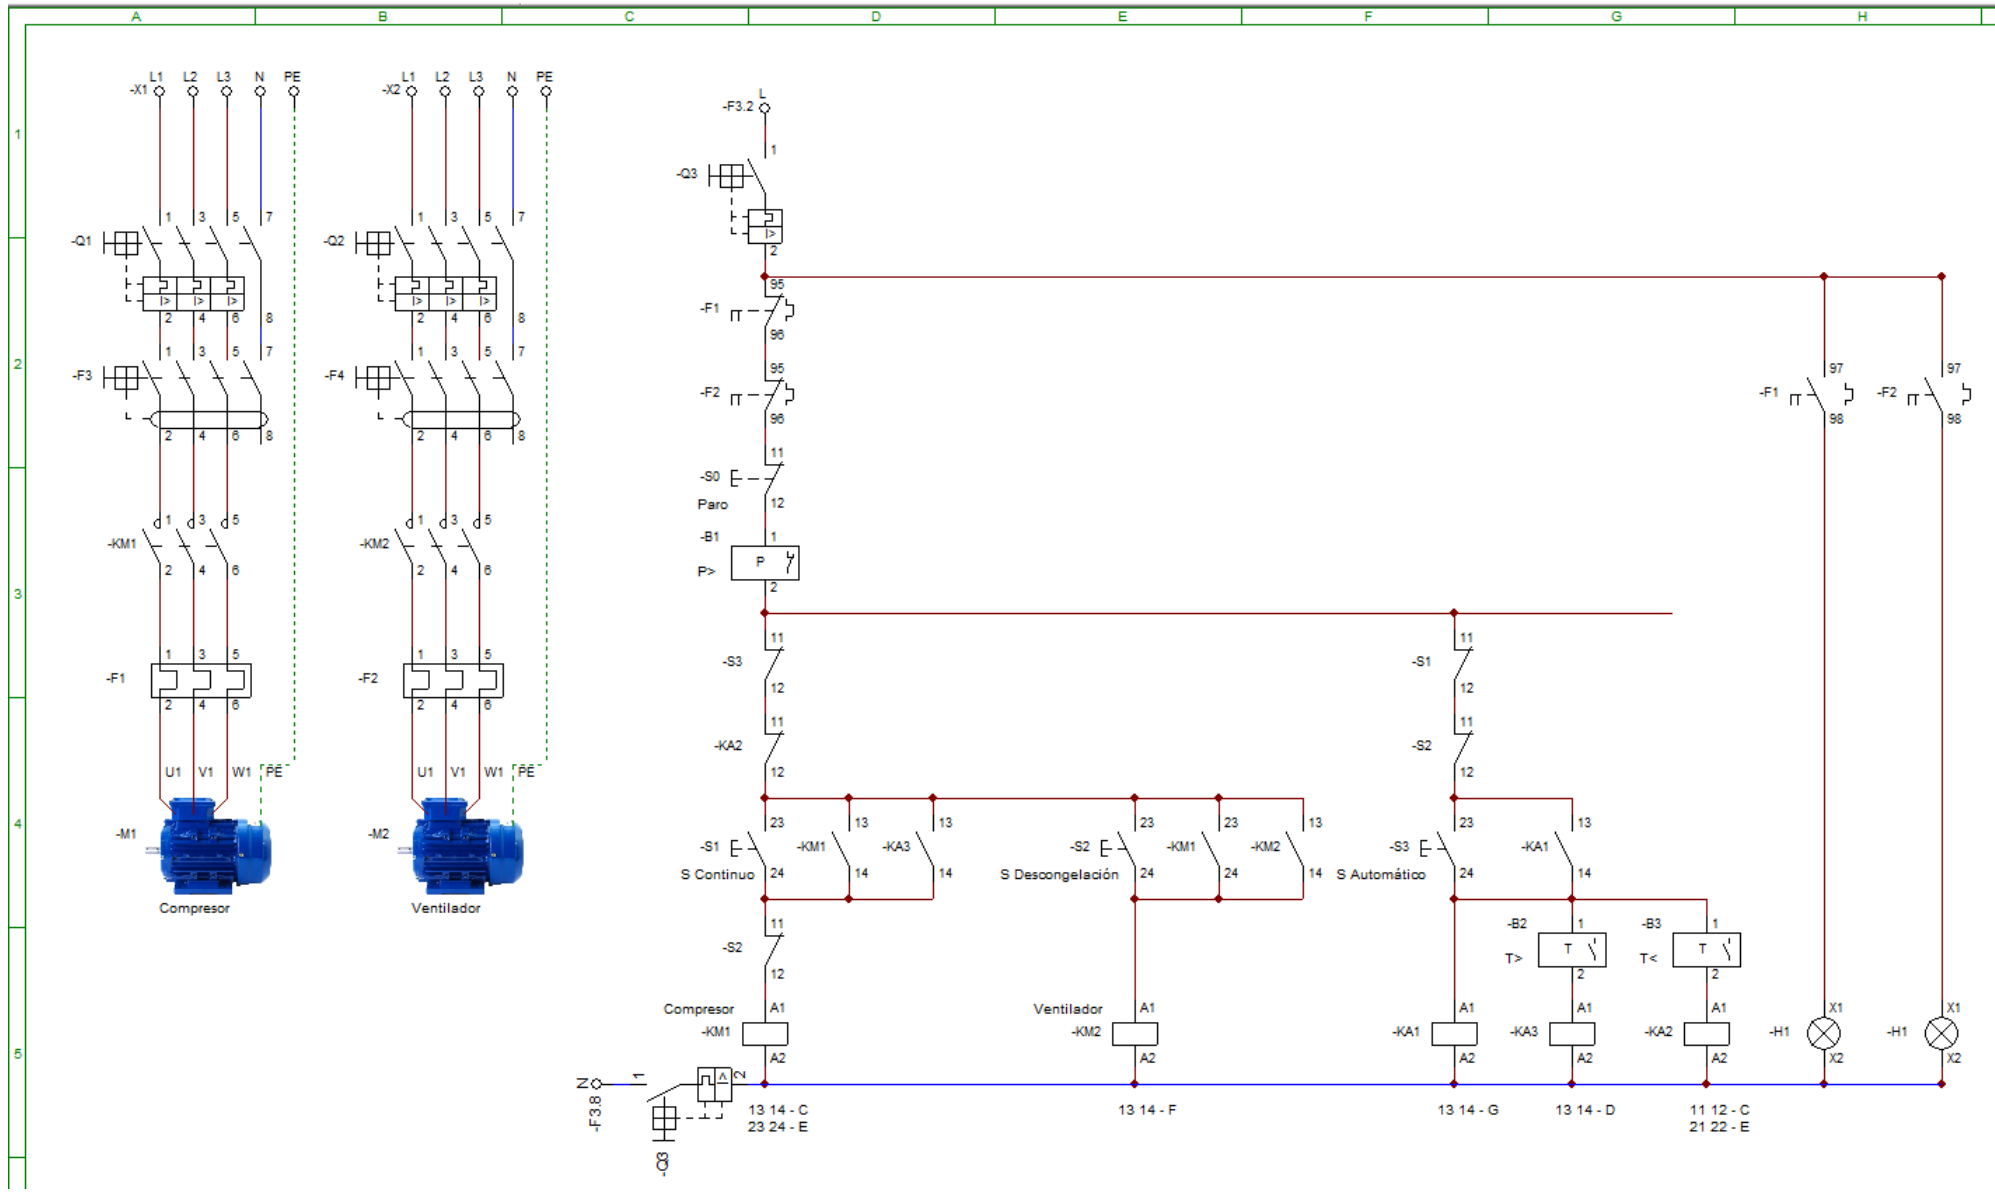 A B C D E F G H
1
2
3
4
5
L1 L2 L3 N PE
-X1
-Q1
1 3 5 7
I> I> I>
2 4 6 8
-F3
1 3 5 7
2 4 6 8
-KM1
1 3 5
2 4 6
-F1
1 3 5
2 4 6
U1 V1 W1 PE
-M1
Compresor
L1 L2 L3 N PE
-X2
-Q2
1 3 5 7
I> I> I>
2 4 6 8
-F4
1 3 5 7
2 4 6 8
-KM2
1 3 5
2 4 6
-F2
1 3 5
2 4 6
U1 V1 W1 PE
-M2
Ventilador
L
-F3.2
1
-Q3
I>
2
95
-F1
96
95
-F2
96
11
-S0
Paro
12
-B1
1
P
P>
2
11
-S3
12
11
-KA2
12
23
-S1
S Continuo
24
13
-KM1
14
13
-KA3
14
11
-S2
12
Compresor
-KM1
A1
A2
23
-S2
S Descongelación
24
23
-KM1
24
13
-KM2
14
Ventilador
-KM2
A1
A2
11
-S1
12
11
-S2
12
23
-S3
S Automático
24
13
-KA1
14
-B2
1
T
T>
2
-B3
1
T
T<
2
A1
-KA1
A2
A1
-KA3
A2
A1
-KA2
A2
97
-F1
98
97
-F2
98
X1
-H1
X2
X1
-H1
X2
N
-F3.8
1
I>
2
-Q3
13 14 - C
23 24 - E
13 14 - F
13 14 - G
13 14 - D
11 12 - C
21 22 - E